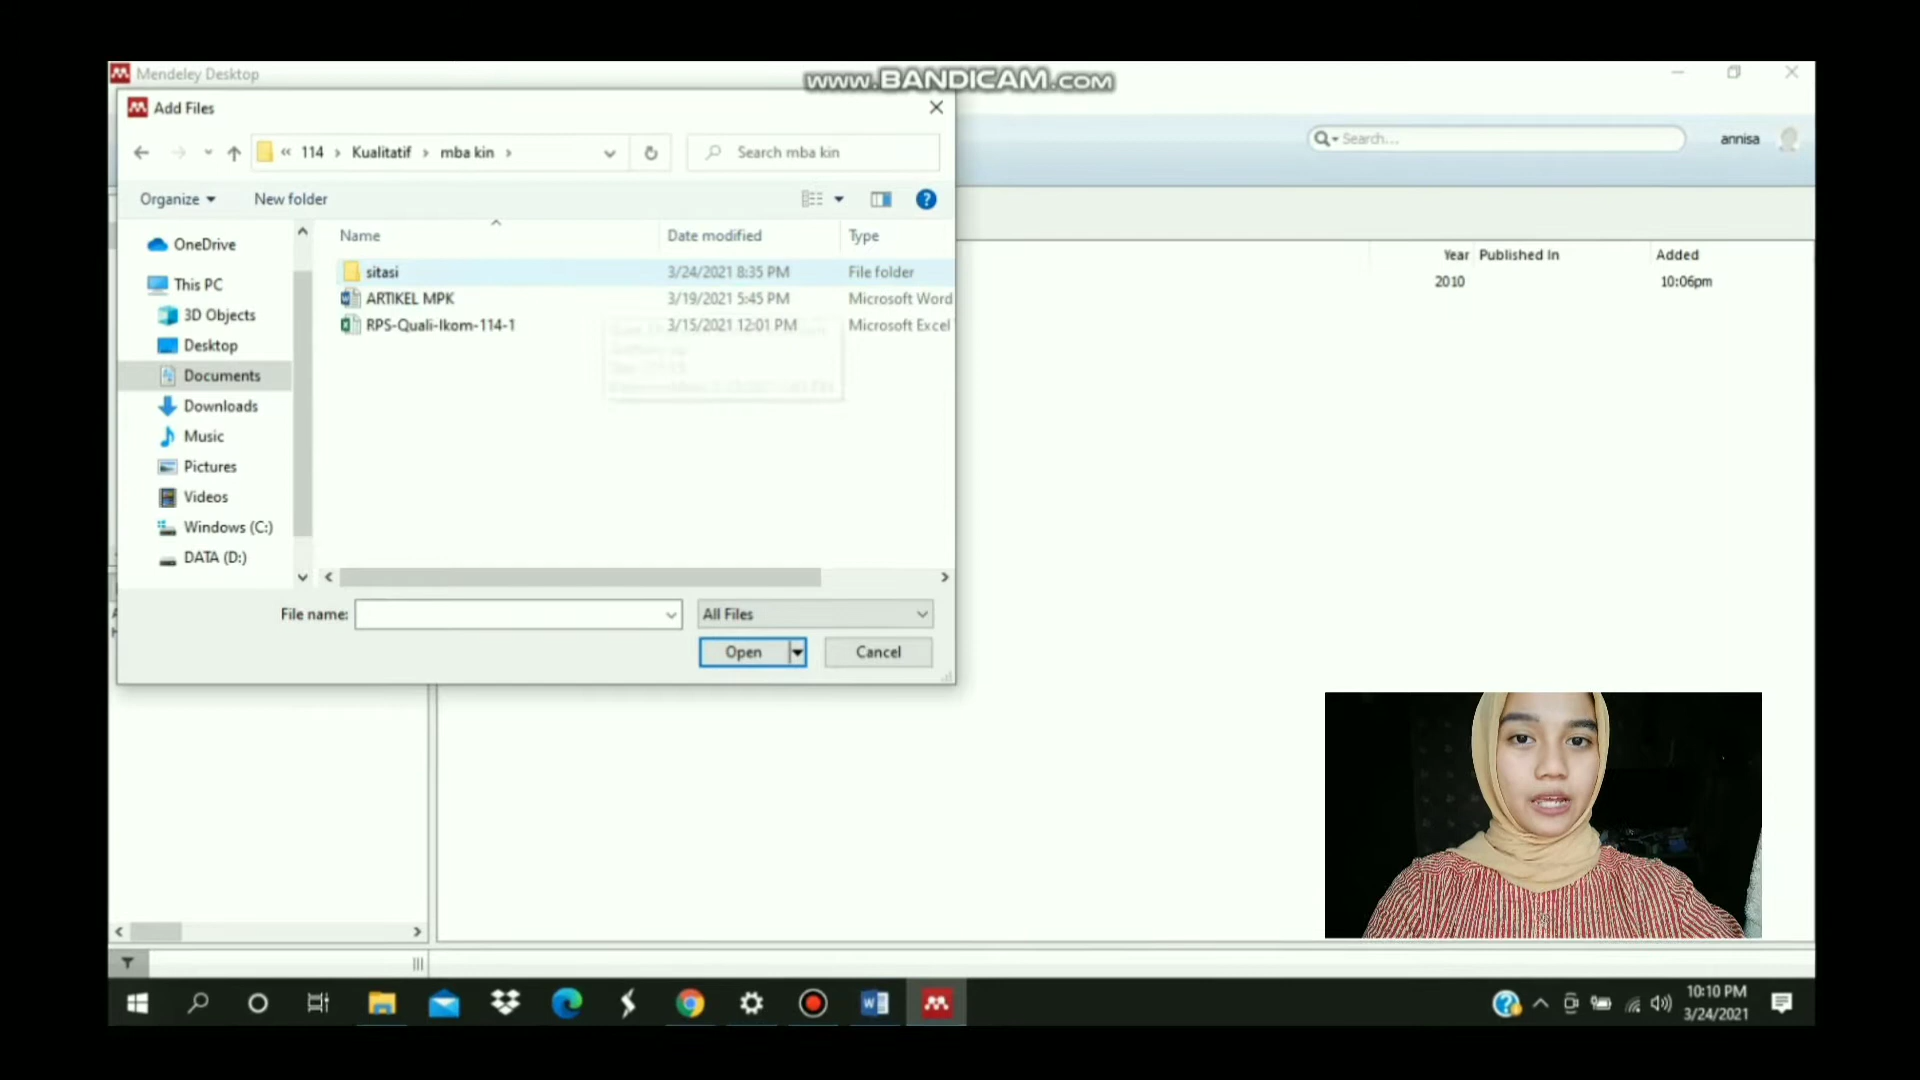 Mendeley Desktop
www.BANDICAM.com
Add Files
« 114 › Kualitatif › mba kin ›
Search mba kin
Search...
annisa
Organize
New folder
Name
Date modified
Type
Year
Published In
Added
OneDrive
This PC
3D Objects
Desktop
Documents
Downloads
Music
Pictures
Videos
Windows (C:)
DATA (D:)
sitasi 3/24/2021 8:35 PM File folder
ARTIKEL MPK 3/19/2021 5:45 PM Microsoft Word
RPS-Quali-Ikom-114-1 3/15/2021 12:01 PM Microsoft Excel
2010
10:06pm
File name:
All Files
Open
Cancel
10:10 PM
3/24/2021